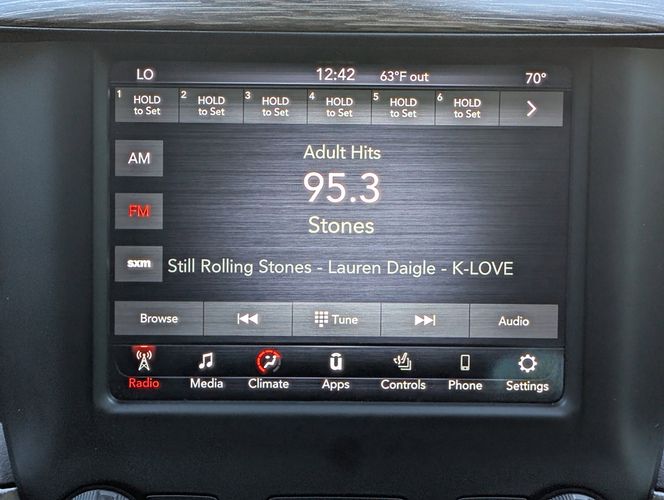 LO 12:42 63°F out 70°
1 HOLD to Set 2 HOLD to Set 3 HOLD to Set 4 HOLD to Set 5 HOLD to Set 6 HOLD to Set
AM
Adult Hits
95.3
FM
Stones
sxm
Still Rolling Stones - Lauren Daigle - K-LOVE
Browse Tune Audio
Radio Media Climate Apps Controls Phone Settings